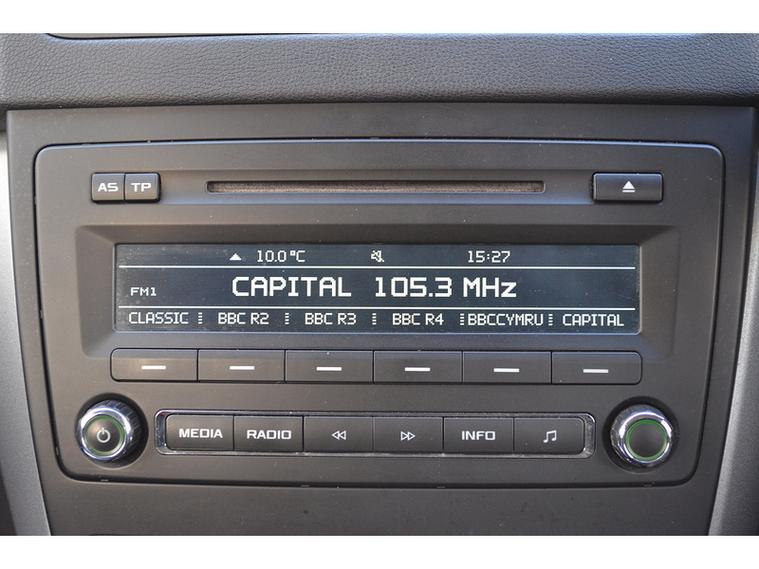 AS TP
10.0°C 15:27
FM1 CAPITAL 105.3 MHz
CLASSIC BBC R2 BBC R3 BBC R4 BBCCYMRU CAPITAL
MEDIA RADIO INFO